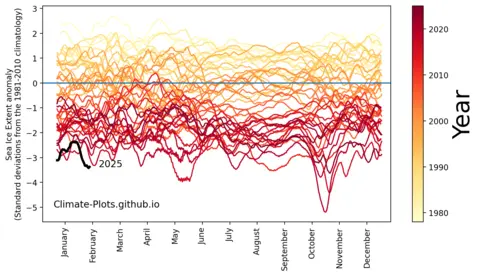 3
2
1
0
−1
−2
−3
−4
−5
Sea Ice Extent anomaly
(Standard deviations from the 1981-2010 climatology)
2025
Climate-Plots.github.io
January
February
March
April
May
June
July
August
September
October
November
December
2020
2010
2000
1990
1980
Year